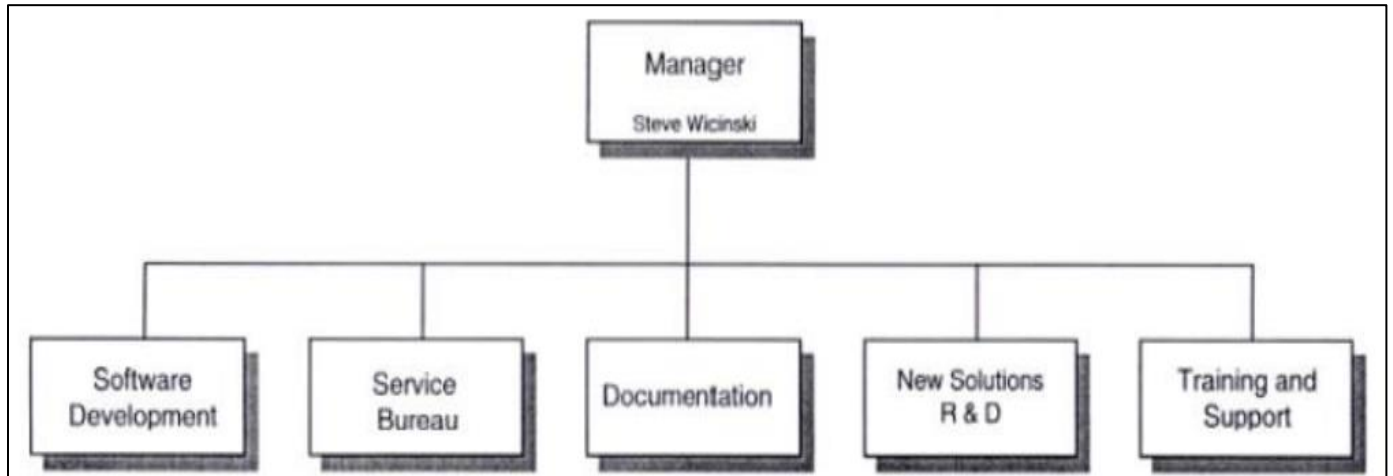 Manager
Steve Wicinski
Software
Development
Service
Bureau
Documentation
New Solutions
R & D
Training and
Support